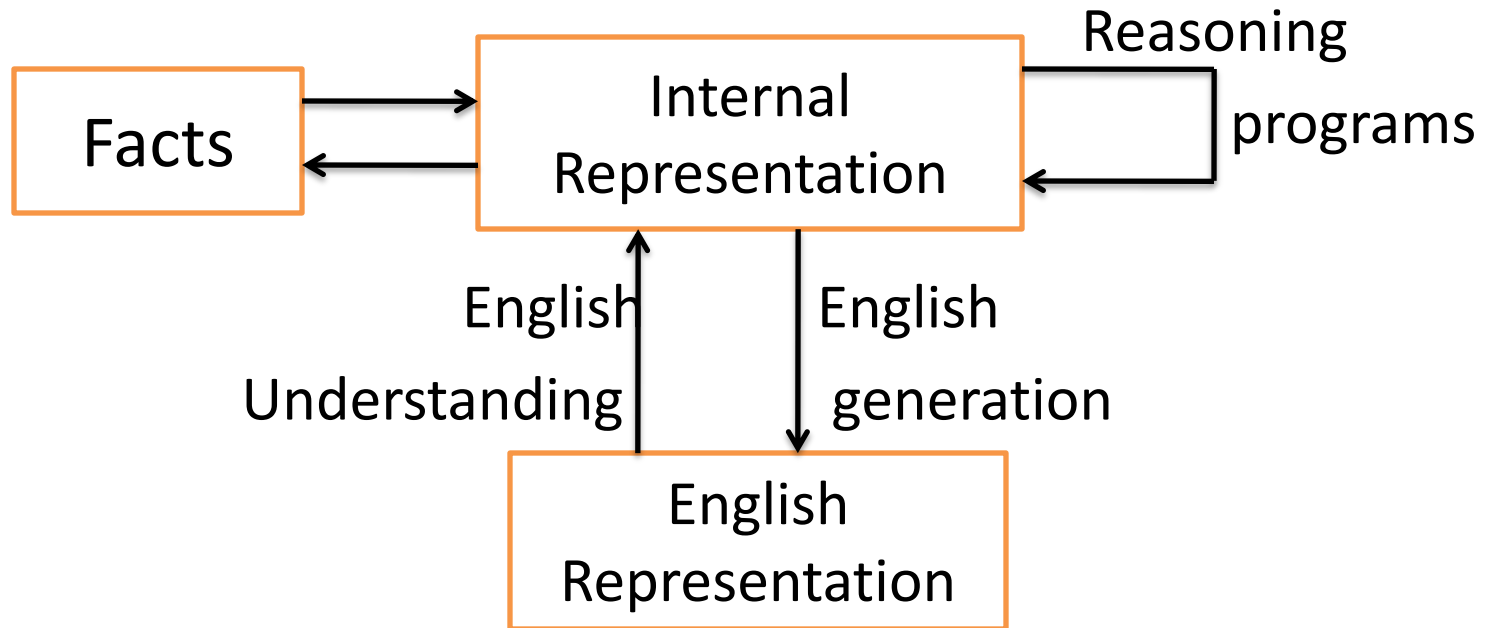 Reasoning
Facts
Internal
Representation
programs
English
Understanding
English
generation
English
Representation